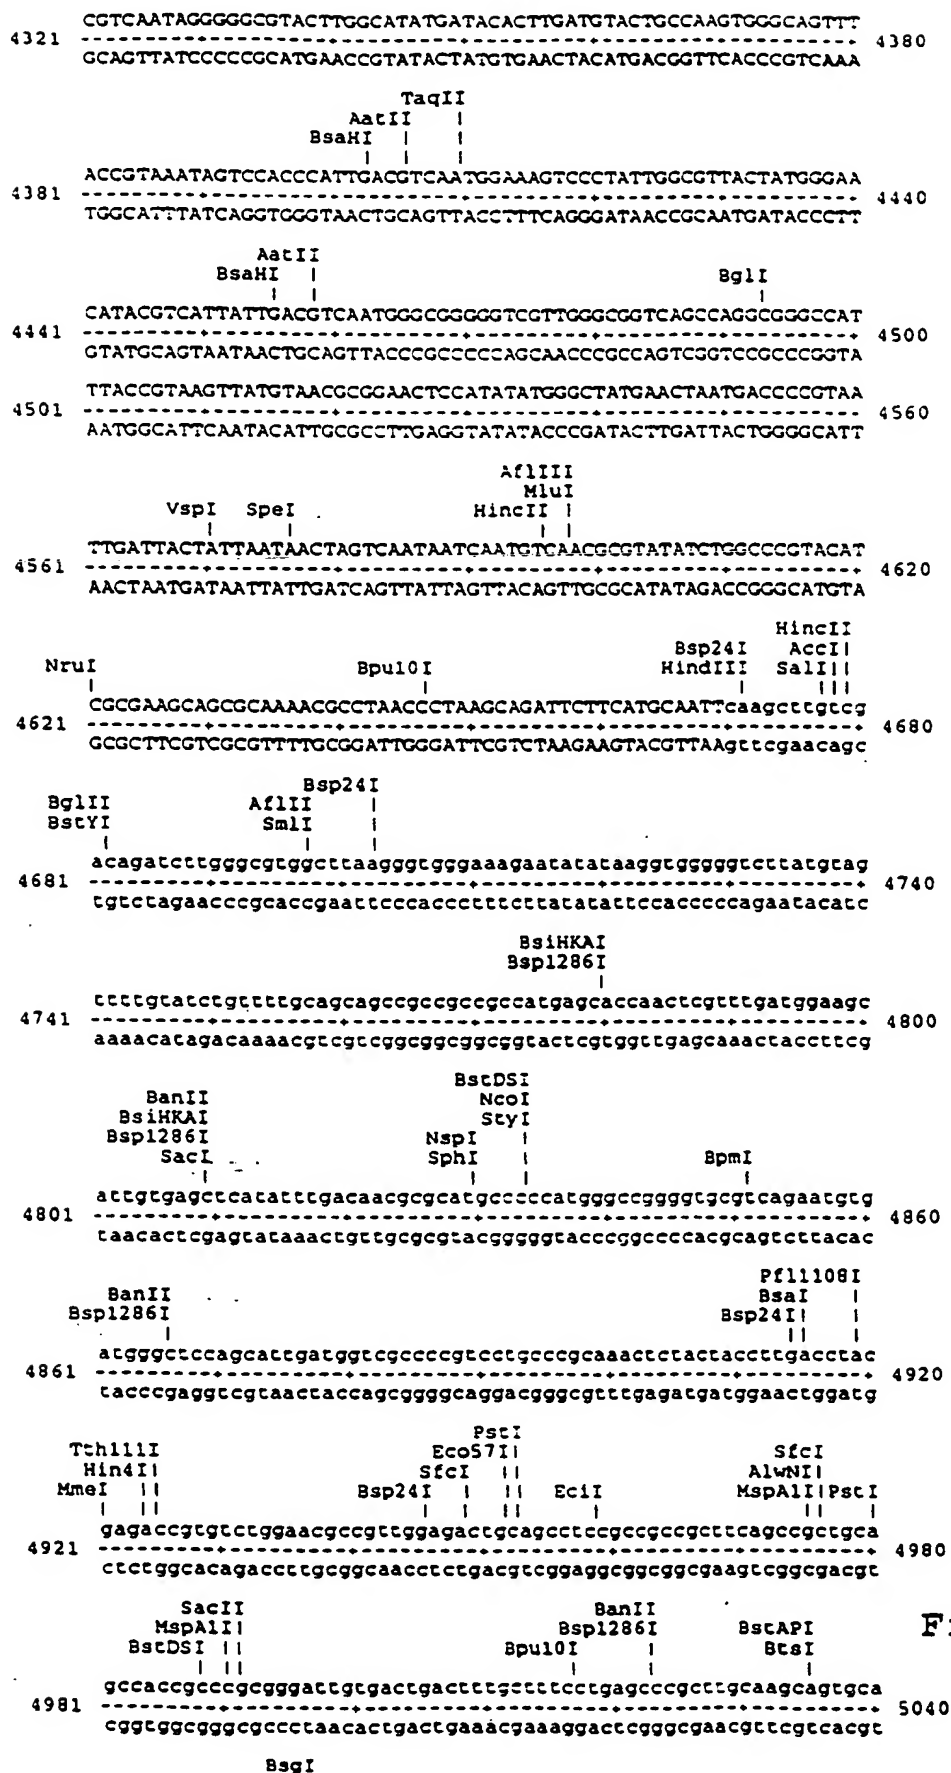 CGTCAATAGGGGGCGTACTTGGCATATGATACACTTGATGTACTGCCAAGTGGGCAGTTT
4321 ---------+---------+---------+---------+---------+---------+ 4380
GCAGTTATCCCCCGCATGAACCGTATACTATGTGAACTACATGACGGTTCACCCGTCAAA
TaqII
AatII |
BsaHI | |
| | |
ACCGTAAATAGTCCACCCATTGACGTCAATGGAAAGTCCCTATTGGCGTTACTATGGGAA
4381 ---------+---------+---------+---------+---------+---------+ 4440
TGGCATTTATCAGGTGGGTAACTGCAGTTACCTTTCAGGGATAACCGCAATGATACCCTT
AatII
BsaHI | BglI
| | |
CATACGTCATTATTGACGTCAATGGGCGGGGGTCGTTGGGCGGTCAGCCAGGCGGGCCAT
4441 ---------+---------+---------+---------+---------+---------+ 4500
GTATGCAGTAATAACTGCAGTTACCCGCCCCCAGCAACCCGCCAGTCGGTCCGCCCGGTA
TTACCGTAAGTTATGTAACGCGGAACTCCATATATGGGCTATGAACTAATGACCCCGTAA
4501 ---------+---------+---------+---------+---------+---------+ 4560
AATGGCATTCAATACATTGCGCCTTGAGGTATATACCCGATACTTGATTACTGGGGCATT
AflIII
MluI
VspI SpeI HincII |
| | | |
TTGATTACTATTAATAACTAGTCAATAATCAATGTCAACGCGTATATCTGGCCCGTACAT
4561 ---------+---------+---------+---------+---------+---------+ 4620
AACTAATGATAATTATTGATCAGTTATTAGTTACAGTTGCGCATATAGACCGGGCATGTA
HincII
Bsp24I AccI|
NruI Bpu10I HindIII SalI||
| | | |||
CGCGAAGCAGCGCAAAACGCCTAACCCTAAGCAGATTCTTCATGCAATTcaagcttgtcg
4621 ---------+---------+---------+---------+---------+---------+ 4680
GCGCTTCGTCGCGTTTTGCGGATTGGGATTCGTCTAAGAAGTACGTTAAgttcgaacagc
Bsp24I
BglII AflII |
BstYI SmlI |
| | |
acagatcttgggcgtggcttaagggtgggaaagaatatataaggtgggggtcttatgtag
4681 ---------+---------+---------+---------+---------+---------+ 4740
tgtctagaacccgcaccgaattcccaccctttcttatatattccacccccagaatacatc
BsiHKAI
Bsp1286I
|
ttttgtatctgttttgcagcagccgccgccgccatgagcaccaactcgtttgatggaagc
4741 ---------+---------+---------+---------+---------+---------+ 4800
aaaacatagacaaaacgtcgtcggcggcggcggtactcgtggttgagcaaactaccttcg
BstDSI
BanII NcoI
BsiHKAI StyI
Bsp1286I NspI |
SacI SphI | BpmI
| | | |
attgtgagctcatatttgacaacgcgcatgcccccatgggccggggtgcgtcagaatgtg
4801 ---------+---------+---------+---------+---------+---------+ 4860
taacactcgagtataaactgttgcgcgtacgggggtacccggccccacgcagtcttacac
Pfl1108I
BanII BsaI |
Bsp1286I Bsp24I| |
| || |
atgggctccagcattgatggtcgccccgtcctgcccgcaaactctactaccttgacctac
4861 ---------+---------+---------+---------+---------+---------+ 4920
tacccgaggtcgtaactaccagcggggcaggacgggcgtttgagatgatggaactggatg
PstI
Tth111I Eco57I| SfcI
Hin4I| SfcI || AlwNI|
MmeI || Bsp24I | || EciI MspA1I||PstI
| || | | || | || |
gagaccgtgtctggaacgccgttggagactgcagcctccgccgccgcttcagccgctgca
4921 ---------+---------+---------+---------+---------+---------+ 4980
ctctggcacagaccttgcggcaacctctgacgtcggaggcggcggcgaagtcggcgacgt
SacII BanII
MspA1I| Bsp1286I BstAPI
BstDSI || Bpu10I | BtsI
| || | | |
gccaccgcccgcgggattgtgactgactttgctttcctgagcccgcttgcaagcagtgca
4981 ---------+---------+---------+---------+---------+---------+ 5040
cggtggcgggcgccctaacactgactgaaacgaaaggactcgggcgaacgttcgtcacgt
BsgI